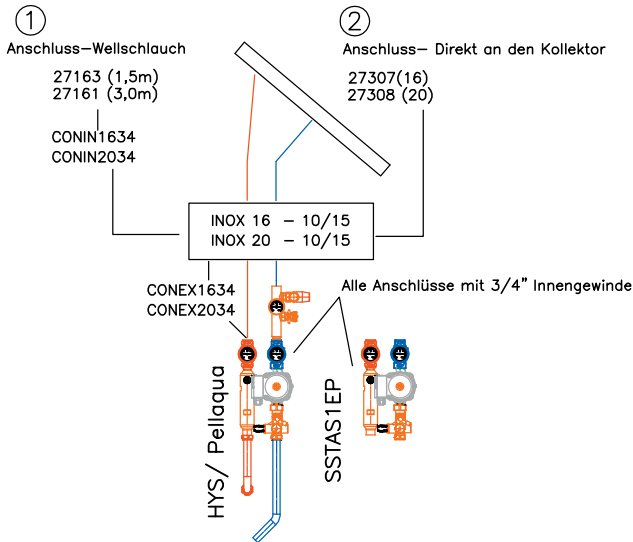 1
Anschluss–Wellschlauch
27163 (1,5m)
27161 (3,0m)
CONIN1634
CONIN2034
2
Anschluss– Direkt an den Kollektor
27307(16)
27308 (20)
INOX 16 – 10/15
INOX 20 – 10/15
CONEX1634
CONEX2034
Alle Anschlüsse mit 3/4" Innengewinde
HYS/ Pellaqua
SSTAS1EP